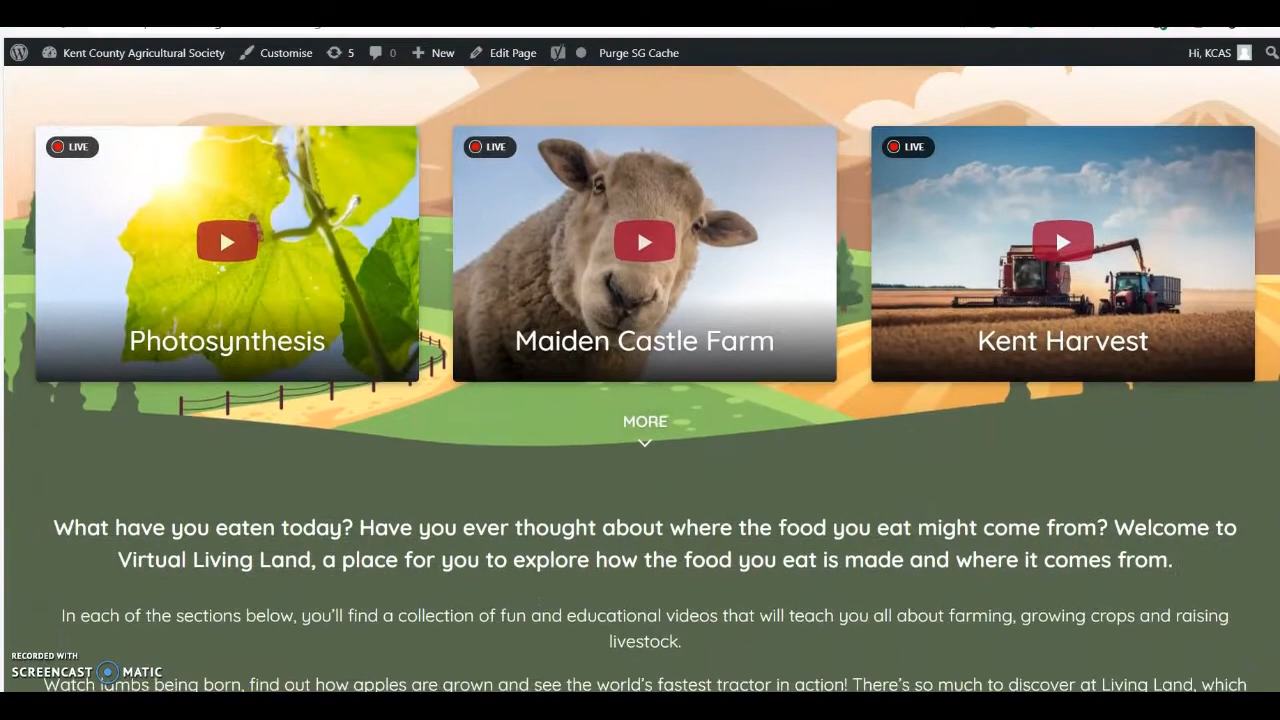 Kent County Agricultural Society Customise 5 0 New Edit Page Purge SG Cache Hi, KCAS
LIVE LIVE LIVE
Photosynthesis Maiden Castle Farm Kent Harvest
MORE
What have you eaten today? Have you ever thought about where the food you eat might come from? Welcome to
Virtual Living Land, a place for you to explore how the food you eat is made and where it comes from.
In each of the sections below, you'll find a collection of fun and educational videos that will teach you all about farming, growing crops and raising
livestock.
RECORDED WITH
SCREENCAST MATIC
Watch lambs being born, find out how apples are grown and see the world's fastest tractor in action! There's so much to discover at Living Land, which